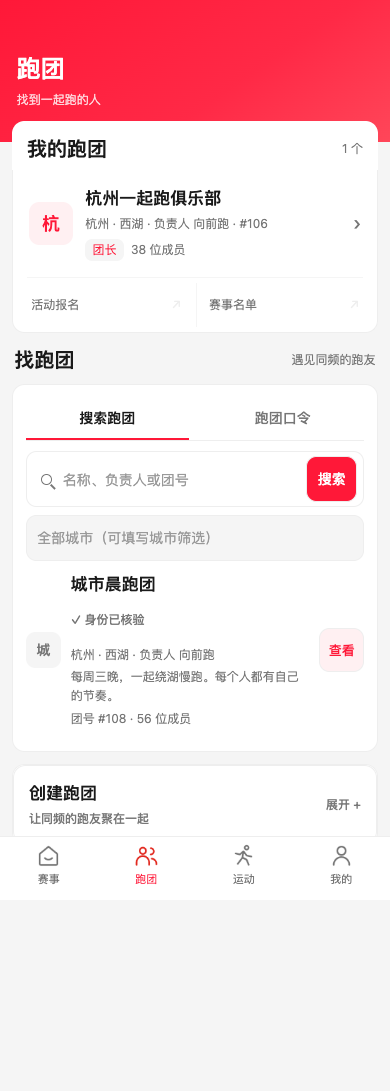 跑团
找到一起跑的人
我的跑团
1 个
杭
杭州一起跑俱乐部
杭州 · 西湖 · 负责人 向前跑 · #106
团长 38 位成员
活动报名
赛事名单
找跑团
遇见同频的跑友
搜索跑团
跑团口令
名称、负责人或团号
搜索
全部城市（可填写城市筛选）
城市晨跑团
✓ 身份已核验
城
杭州 · 西湖 · 负责人 向前跑
每周三晚，一起绕湖慢跑。每个人都有自己
的节奏。
团号 #108 · 56 位成员
查看
创建跑团
让同频的跑友聚在一起
展开 +
赛事
跑团
运动
我的